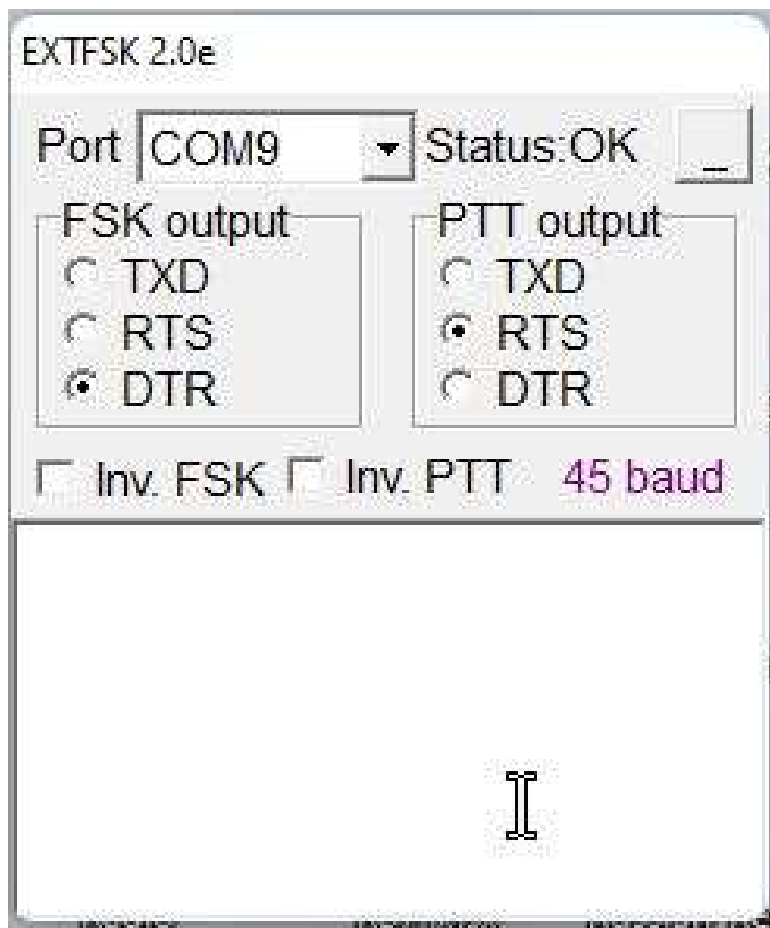 EXTFSK 2.0e
Port COM9 Status:OK _
FSK output PTT output
TXD TXD
RTS RTS
DTR DTR
Inv. FSK Inv. PTT 45 baud